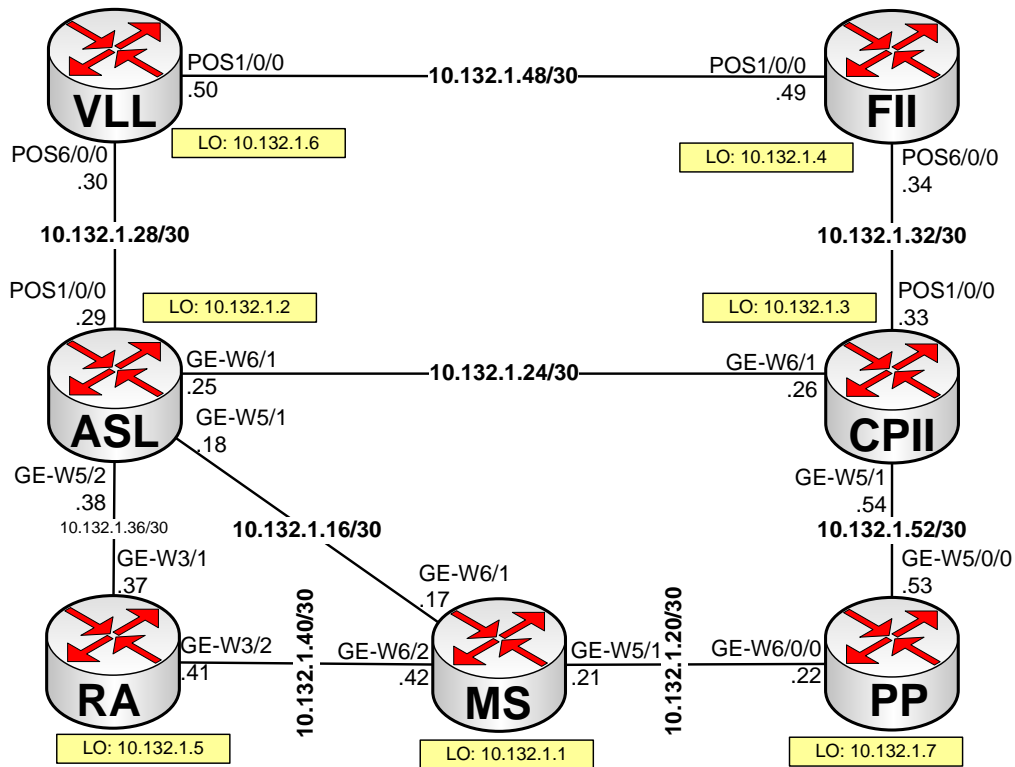 POS1/0/0
.50
10.132.1.48/30
POS1/0/0
.49
VLL
FII
LO: 10.132.1.6
LO: 10.132.1.4
POS6/0/0
.30
POS6/0/0
.34
10.132.1.28/30
10.132.1.32/30
POS1/0/0
.29
LO: 10.132.1.2
LO: 10.132.1.3
POS1/0/0
.33
GE-W6/1
.25
10.132.1.24/30
GE-W6/1
.26
ASL
CPII
GE-W5/1
.18
GE-W5/2
.38
GE-W5/1
.54
10.132.1.36/30
10.132.1.16/30
10.132.1.52/30
GE-W3/1
.37
GE-W6/1
.17
GE-W5/0/0
.53
GE-W3/2
.41
10.132.1.40/30
GE-W6/2
.42
GE-W5/1
.21
10.132.1.20/30
GE-W6/0/0
.22
RA
MS
PP
LO: 10.132.1.5
LO: 10.132.1.1
LO: 10.132.1.7